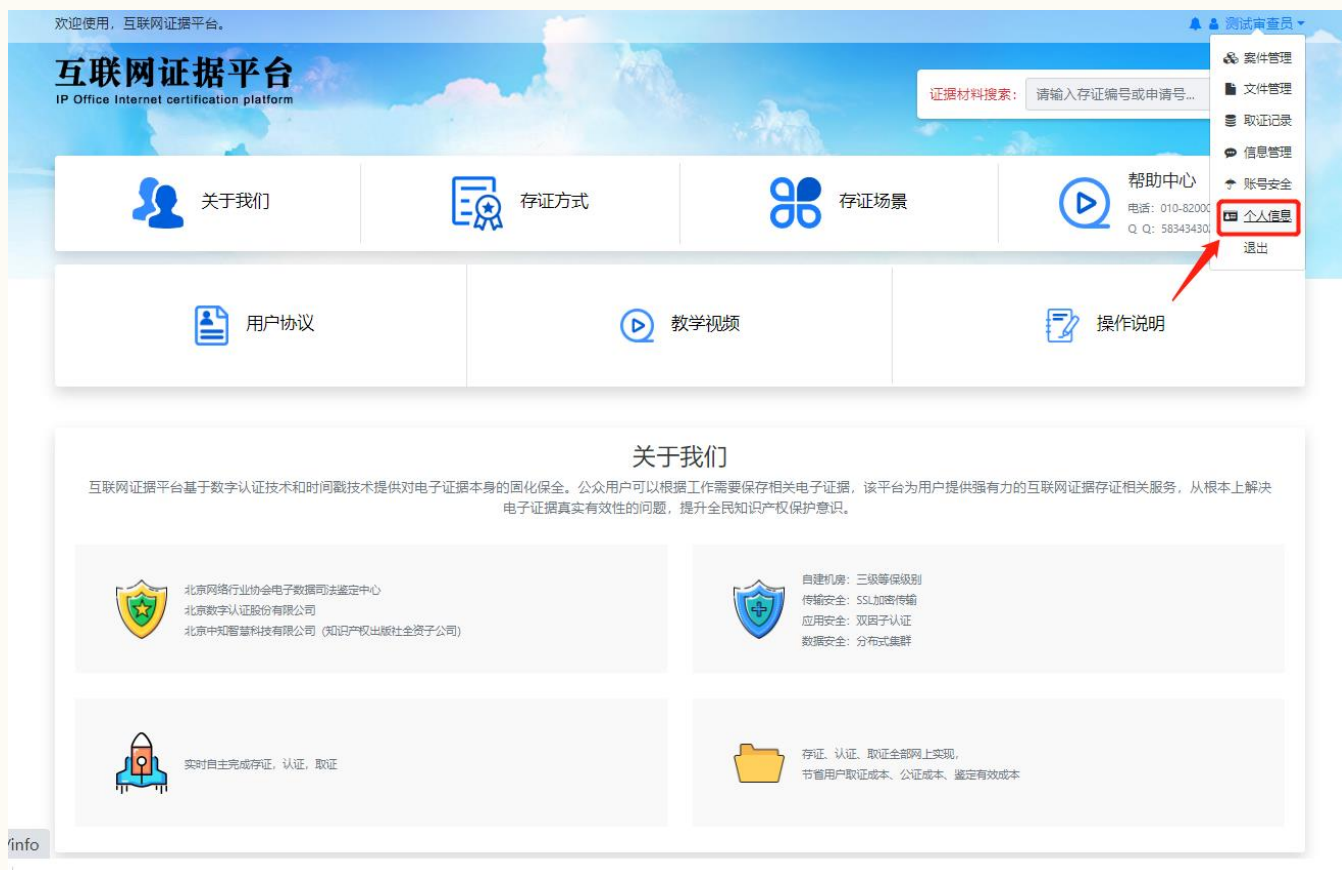 欢迎使用，互联网证据平台。
测试审查员
互联网证据平台
IP Office Internet certification platform
证据材料搜索：
请输入存证编号或申请号...
案件管理
文件管理
取证记录
信息管理
账号安全
个人信息
退出
关于我们
存证方式
存证场景
帮助中心
电话：010-82000
Q Q：58343430
用户协议
教学视频
操作说明
关于我们
互联网证据平台基于数字认证技术和时间戳技术提供对电子证据本身的固化保全。公众用户可以根据工作需要保存相关电子证据，该平台为用户提供强有力的互联网证据存证相关服务，从根本上解决
电子证据真实有效性的问题，提升全民知识产权保护意识。
北京网络行业协会电子数据司法鉴定中心
北京数字认证股份有限公司
北京中知智慧科技有限公司（知识产权出版社全资子公司）
自建机房：三级等保级别
传输安全：SSL加密传输
应用安全：双因子认证
数据安全：分布式集群
实时自主完成存证，认证，取证
存证、认证、取证全部网上实现，
节省用户取证成本、公证成本、鉴定有效成本
/info